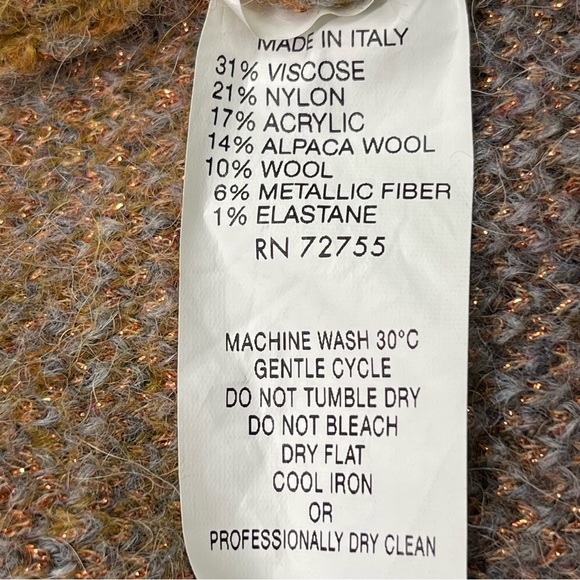 MADE IN ITALY
31% VISCOSE
21% NYLON
17% ACRYLIC
14% ALPACA WOOL
10% WOOL
6% METALLIC FIBER
1% ELASTANE
RN 72755
MACHINE WASH 30°C
GENTLE CYCLE
DO NOT TUMBLE DRY
DO NOT BLEACH
DRY FLAT
COOL IRON
OR
PROFESSIONALLY DRY CLEAN